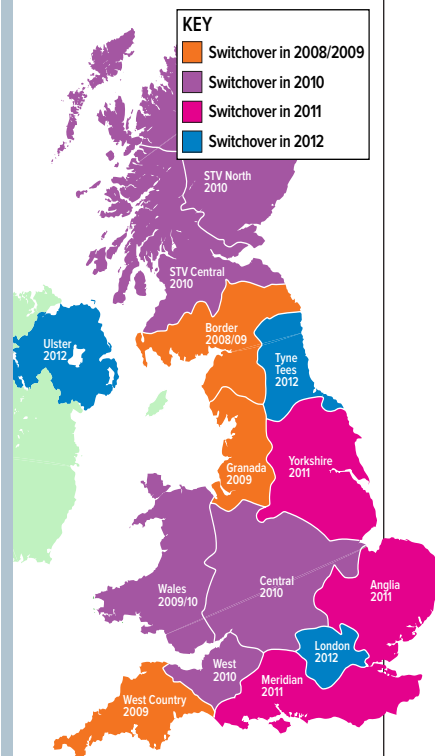 KEY
Switchover in 2008/2009
Switchover in 2010
Switchover in 2011
Switchover in 2012
STV North
2010
STV Central
2010
Border
2008/09
Ulster
2012
Tyne
Tees
2012
Granada
2009
Yorkshire
2011
Wales
2009/10
Central
2010
Anglia
2011
London
2012
West
2010
Meridian
2011
West Country
2009